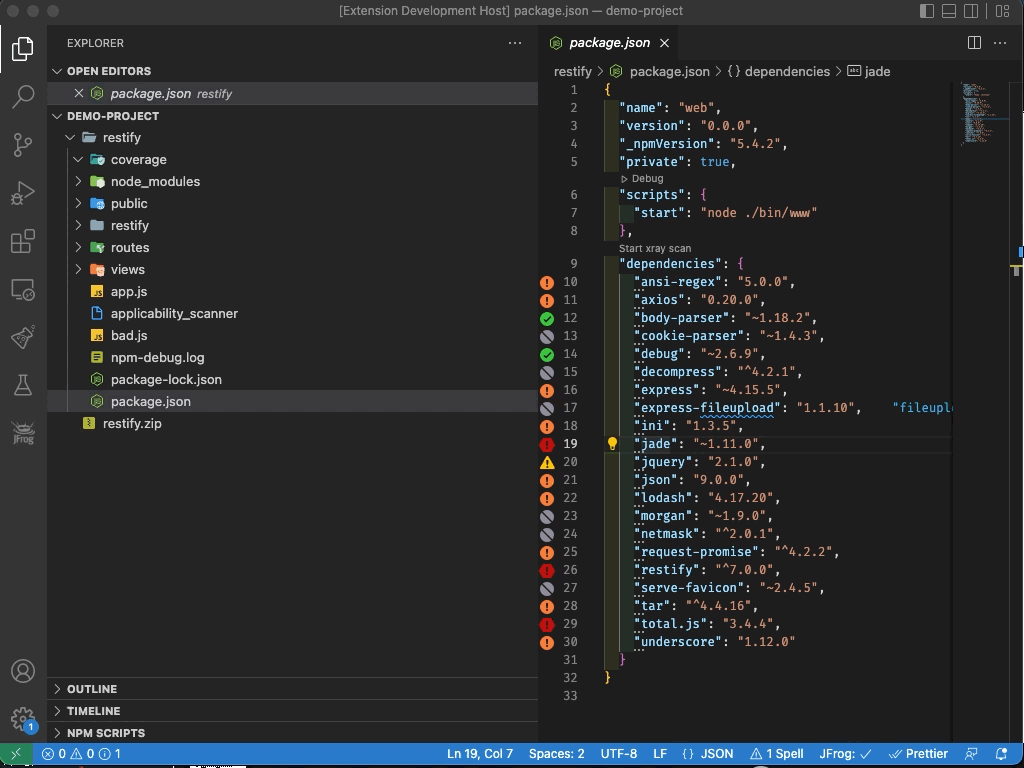 [Extension Development Host] package.json — demo-project
EXPLORER
OPEN EDITORS
package.json restify
DEMO-PROJECT
restify
coverage
node_modules
public
restify
routes
views
app.js
applicability_scanner
bad.js
npm-debug.log
package-lock.json
package.json
restify.zip
OUTLINE
TIMELINE
NPM SCRIPTS
JFrog
package.json
restify > package.json > {} dependencies > abc jade
1 {
2 "name": "web",
3 "version": "0.0.0",
4 "_npmVersion": "5.4.2",
5 "private": true,
Debug
6 "scripts": {
7 "start": "node ./bin/www"
8 },
Start xray scan
9 "dependencies": {
10 "ansi-regex": "5.0.0",
11 "axios": "0.20.0",
12 "body-parser": "~1.18.2",
13 "cookie-parser": "~1.4.3",
14 "debug": "~2.6.9",
15 "decompress": "^4.2.1",
16 "express": "~4.15.5",
17 "express-fileupload": "1.1.10", "fileupl
18 "ini": "1.3.5",
19 "jade": "~1.11.0",
20 "jquery": "2.1.0",
21 "json": "9.0.0",
22 "lodash": "4.17.20",
23 "morgan": "~1.9.0",
24 "netmask": "^2.0.1",
25 "request-promise": "^4.2.2",
26 "restify": "^7.0.0",
27 "serve-favicon": "~2.4.5",
28 "tar": "^4.4.16",
29 "total.js": "3.4.4",
30 "underscore": "1.12.0"
31 }
32 }
33
1
0 0 1 Ln 19, Col 7 Spaces: 2 UTF-8 LF {} JSON 1 Spell JFrog: ✓ Prettier